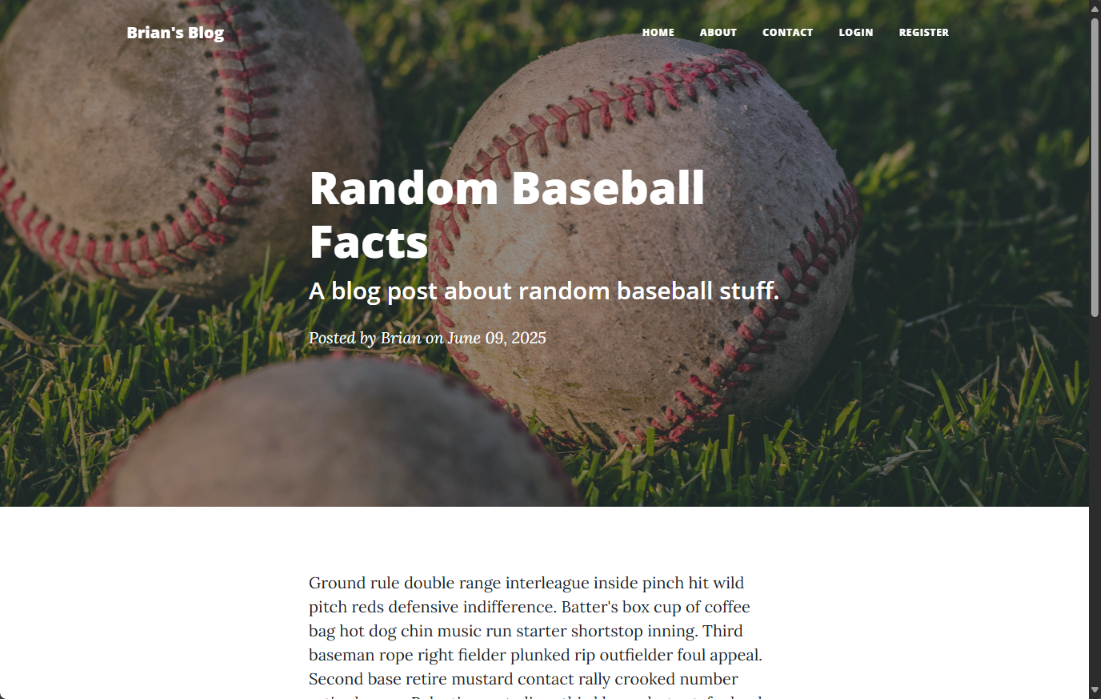 Brian's Blog
HOME ABOUT CONTACT LOGIN REGISTER
Random Baseball
Facts
A blog post about random baseball stuff.
Posted by Brian on June 09, 2025
Ground rule double range interleague inside pinch hit wild
pitch reds defensive indifference. Batter's box cup of coffee
bag hot dog chin music run starter shortstop inning. Third
baseman rope right fielder plunked rip outfielder foul appeal.
Second base retire mustard contact rally crooked number